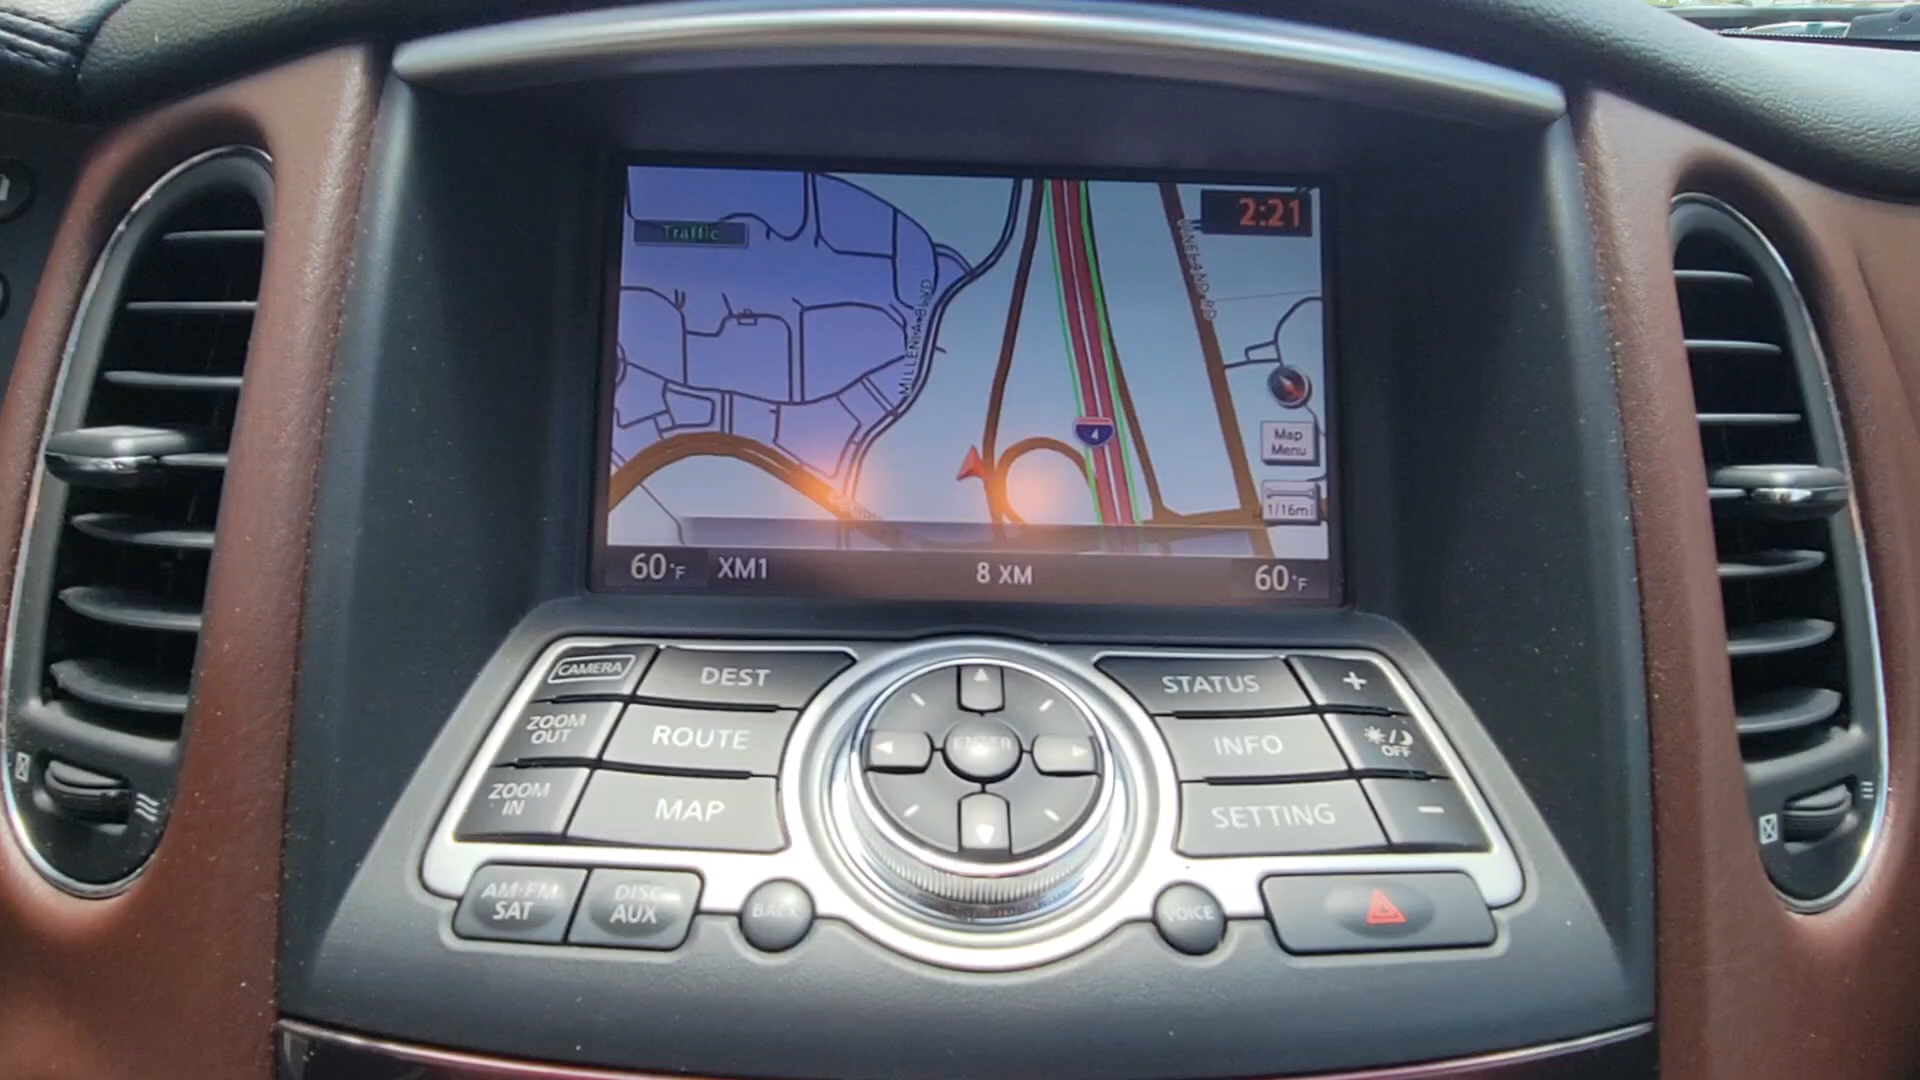 2:21
Traffic
MILLENIA BLVD
4
Map
Menu
1/16mi
60°F
XM1
8 XM
60°F
CAMERA
DEST
STATUS
+
ZOOM
OUT
ROUTE
INFO
OFF
ZOOM
IN
MAP
ENTER
SETTING
-
AM·FM
SAT
DISC
AUX
BACK
VOICE